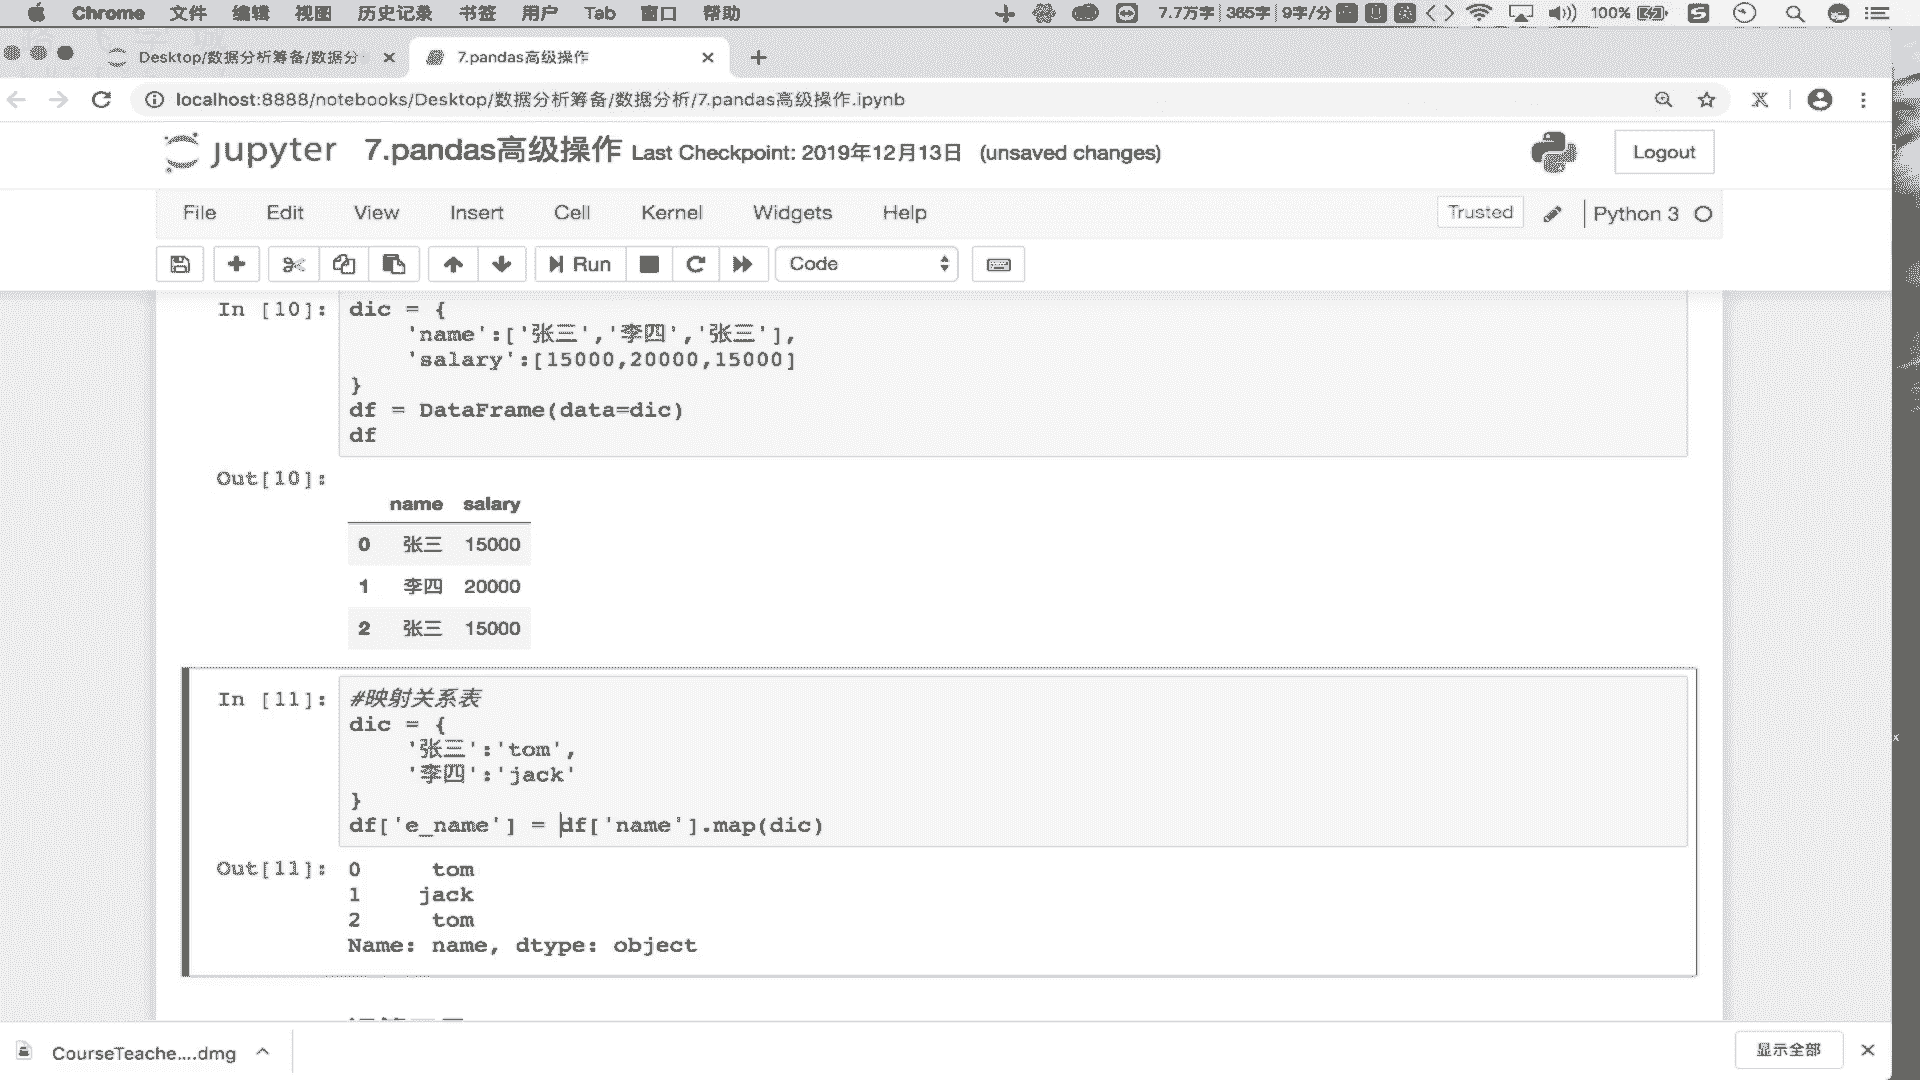 Chrome 文件 编辑 视图 历史记录 书签 用户 Tab 窗口 帮助 7.7万字 365字 9字/分 100%
Desktop/数据分析筹备/数据分
7.pandas高级操作
localhost:8888/notebooks/Desktop/数据分析筹备/数据分析/7.pandas高级操作.ipynb
jupyter 7.pandas高级操作 Last Checkpoint: 2019年12月13日 (unsaved changes)
Logout
File Edit View Insert Cell Kernel Widgets Help Trusted Python 3
Run Code
In [10]: dic = {
'name':['张三','李四','张三'],
'salary':[15000,20000,15000]
}
df = DataFrame(data=dic)
df
Out[10]:
name salary
0 张三 15000
1 李四 20000
2 张三 15000
In [11]: #映射关系表
dic = {
'张三':'tom',
'李四':'jack'
}
df['e_name'] = df['name'].map(dic)
Out[11]: 0 tom
1 jack
2 tom
Name: name, dtype: object
CourseTeache....dmg
显示全部